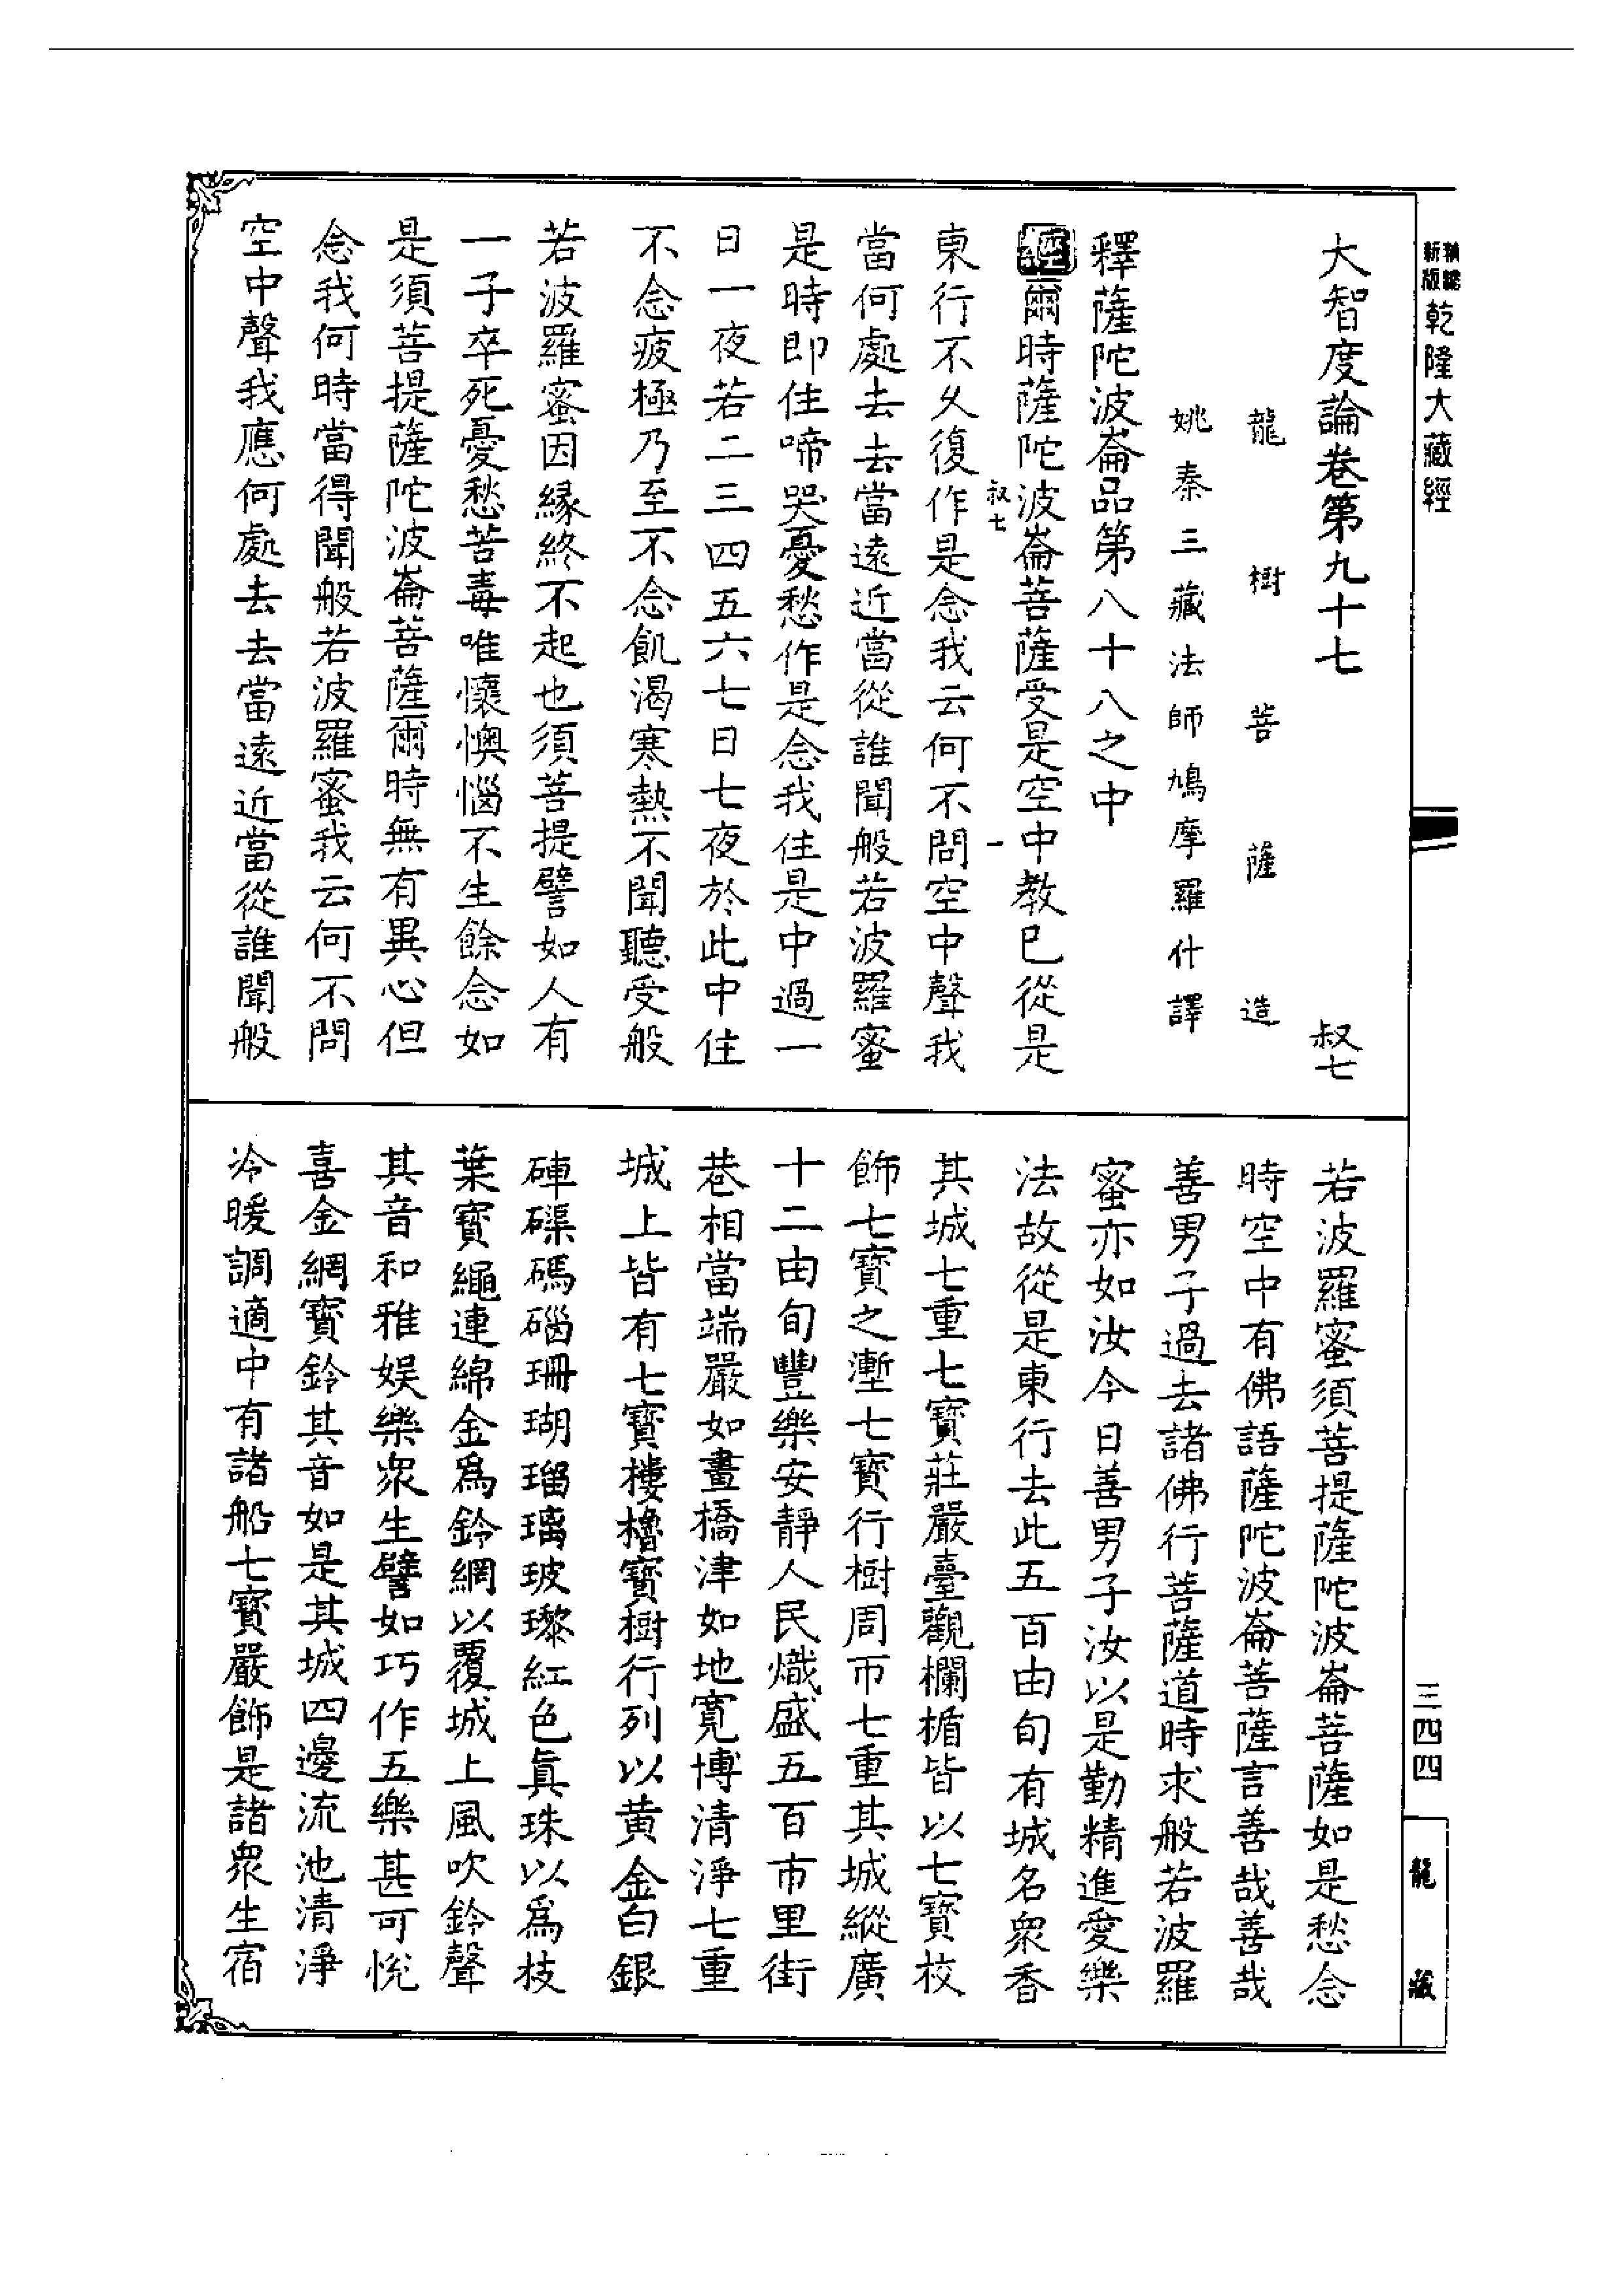 精縮新版
乾隆大藏經
大智度論卷第九十七
叔七
龍樹菩薩造
姚秦三藏法師鳩摩羅什譯
釋薩陀波崙品第八十八之中
經爾時薩陀波崙菩薩受是空中教已從是
叔七
一
東行不久復作是念我云何不問空中聲我
當何處去去當遠近當從誰聞般若波羅蜜
是時即住啼哭憂愁作是念我住是中過一
日一夜若二三四五六七日七夜於此中住
不念疲極乃至不念飢渴寒熱不聞聽受般
若波羅蜜因緣終不起也須菩提譬如人有
一子卒死憂愁苦毒唯懷懊惱不生餘念如
是須菩提薩陀波崙菩薩爾時無有異心但
念我何時當得聞般若波羅蜜我云何不問
空中聲我應何處去去當遠近當從誰聞般
若波羅蜜須菩提薩陀波崙菩薩如是愁念
時空中有佛語薩陀波崙菩薩言善哉善哉
善男子過去諸佛行菩薩道時求般若波羅
蜜亦如汝今日善男子汝以是勤精進愛樂
法故從是東行去此五百由旬有城名眾香
其城七重七寶莊嚴臺觀欄楯皆以七寶校
飾七寶之塹七寶行樹周帀七重其城縱廣
十二由旬豐樂安靜人民熾盛五百市里街
巷相當端嚴如畫橋津如地寬博清淨七重
城上皆有七寶樓櫓寶樹行列以黃金白銀
硨磲碼碯珊瑚瑠璃玻瓈紅色真珠以為枝
葉寶繩連綿金為鈴網以覆城上風吹鈴聲
其音和雅娛樂眾生譬如巧作五樂甚可悅
喜金網寶鈴其音如是其城四邊流池清淨
冷暖調適中有諸船七寶嚴飾是諸眾生宿
三四四
龍藏